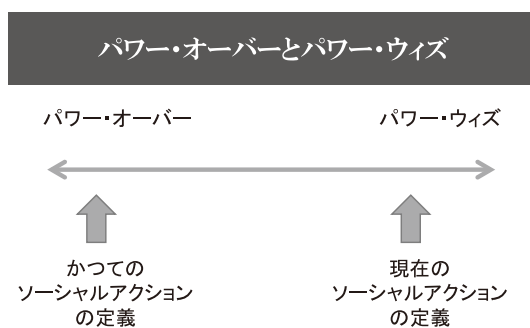 パワー・オーバーとパワー・ウィズ
パワー・オーバー
パワー・ウィズ
かつての
ソーシャルアクション
の定義
現在の
ソーシャルアクション
の定義